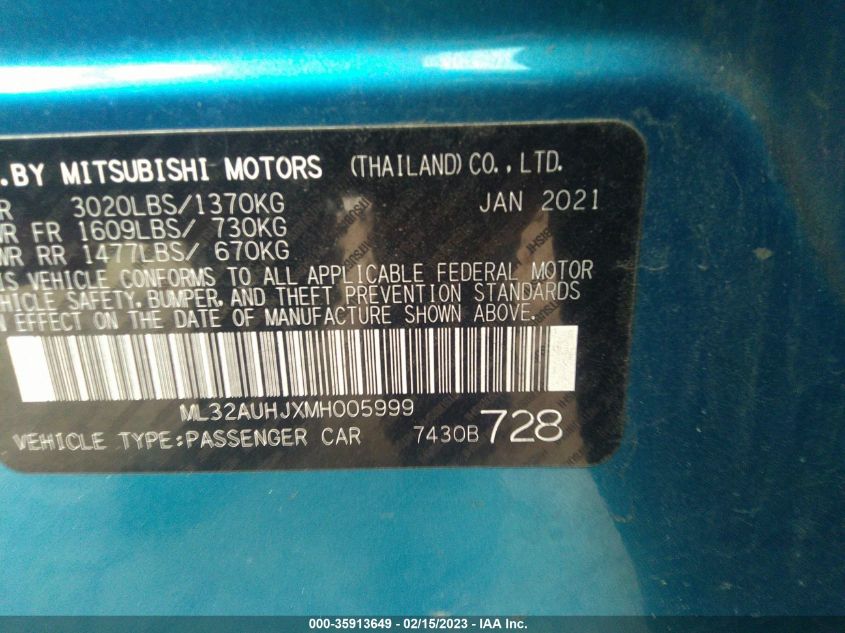 .BY MITSUBISHI MOTORS (THAILAND) CO., LTD.
R 3020LBS/1370KG JAN 2021
WR FR 1609LBS/ 730KG
WR RR 1477LBS/ 670KG
IS VEHICLE CONFORMS TO ALL APPLICABLE FEDERAL MOTOR
EHICLE SAFETY, BUMPER, AND THEFT PREVENTION STANDARDS
N EFFECT ON THE DATE OF MANUFACTURE SHOWN ABOVE.
ML32AUHJXMH005999
VEHICLE TYPE:PASSENGER CAR 7430B 728
000-35913649 - 02/15/2023 - IAA Inc.